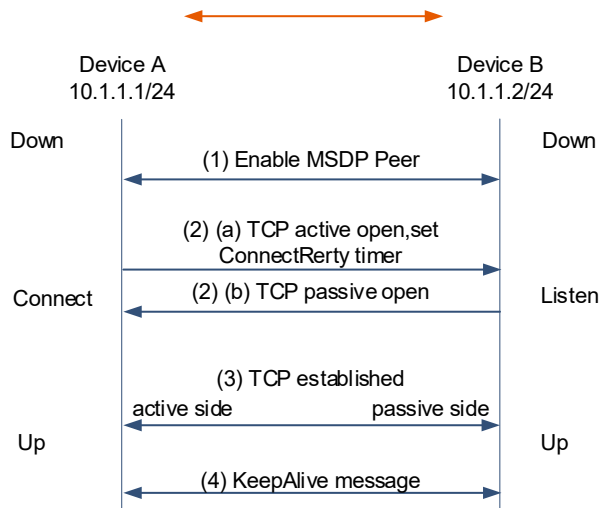 Device A
10.1.1.1/24
Device B
10.1.1.2/24
Down
Down
(1) Enable MSDP Peer
(2) (a) TCP active open,set
ConnectRerty timer
Connect
(2) (b) TCP passive open
Listen
(3) TCP established
active side
passive side
Up
Up
(4) KeepAlive message